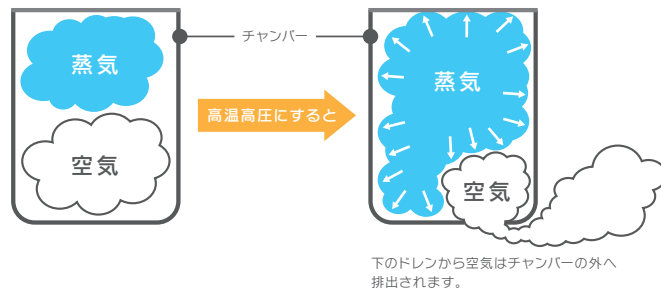 チャンバー
蒸気
空気
高温高圧にすると
蒸気
空気
下のドレンから空気はチャンバーの外へ
排出されます。